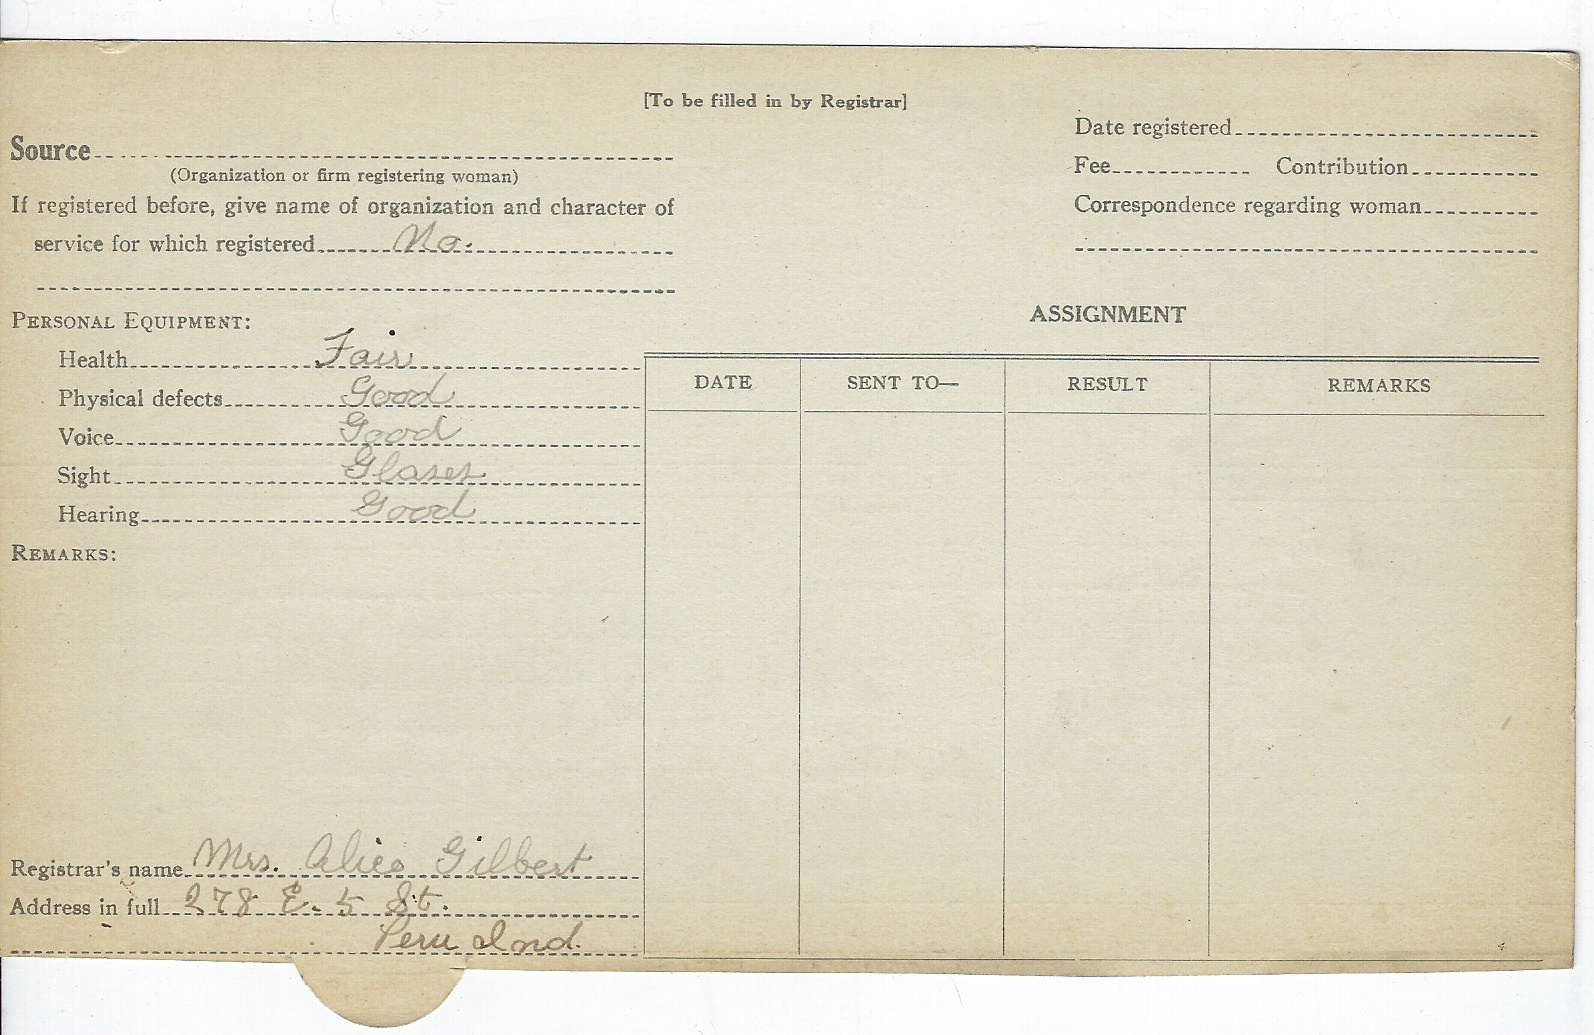 [To be filled in by Registrar]
Source
(Organization or firm registering woman)
If registered before, give name of organization and character of
service for which registered No.
Date registered
Fee Contribution
Correspondence regarding woman
PERSONAL EQUIPMENT:
Health Fair
Physical defects Good
Voice Good
Sight Glases
Hearing Good
REMARKS:
Registrar's name Mrs. Alice Gilbert
Address in full 278 E. 5 St.
Peru Ind.
ASSIGNMENT
DATE SENT TO— RESULT REMARKS